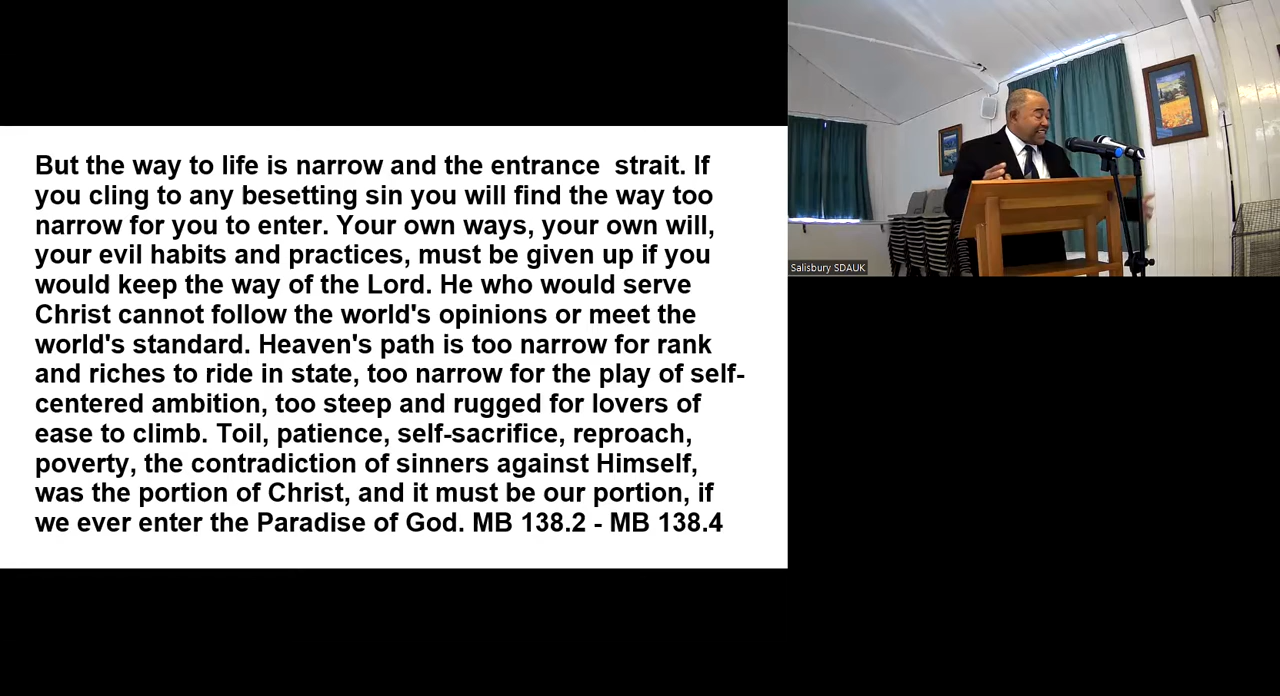 But the way to life is narrow and the entrance  strait. If
you cling to any besetting sin you will find the way too
narrow for you to enter. Your own ways, your own will,
your evil habits and practices, must be given up if you
would keep the way of the Lord. He who would serve
Christ cannot follow the world's opinions or meet the
world's standard. Heaven's path is too narrow for rank
and riches to ride in state, too narrow for the play of self-
centered ambition, too steep and rugged for lovers of
ease to climb. Toil, patience, self-sacrifice, reproach,
poverty, the contradiction of sinners against Himself,
was the portion of Christ, and it must be our portion, if
we ever enter the Paradise of God. MB 138.2 - MB 138.4
Salisbury SDAUK